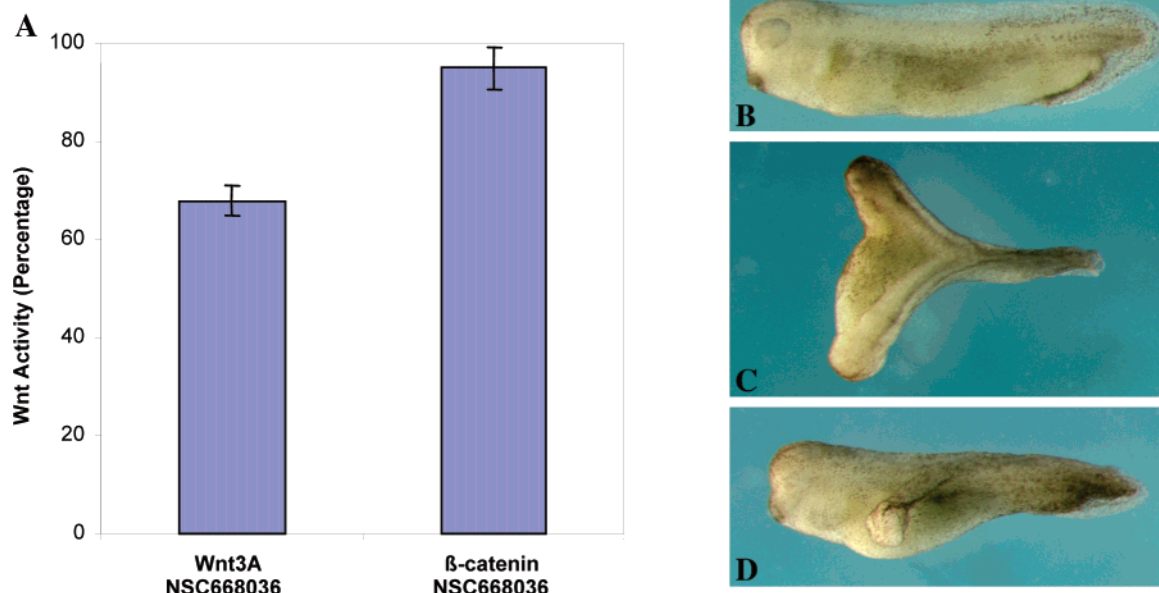 A
Wnt Activity (Percentage)
100
80
60
40
20
0
Wnt3A
NSC668036
ß-catenin
NSC668036
B
C
D